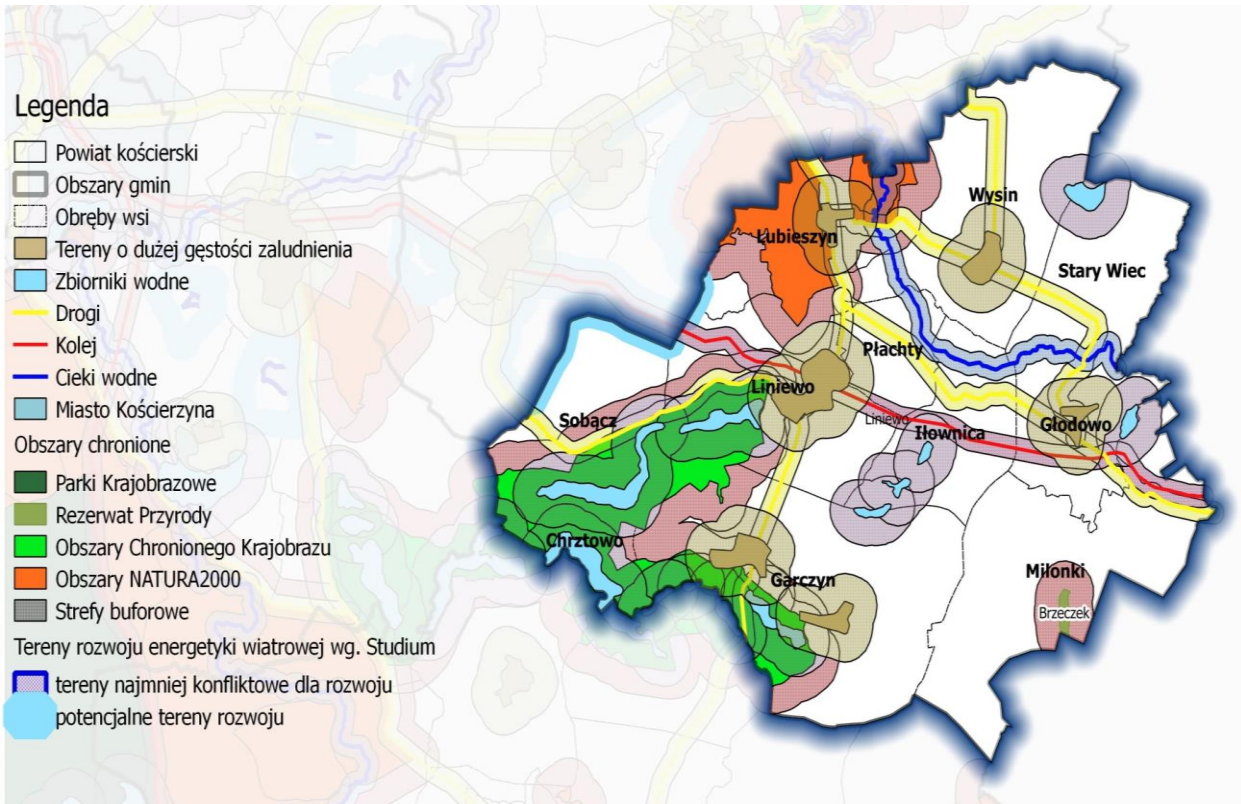 Legenda
Powiat kościerski
Obszary gmin
Obręby wsi
Tereny o dużej gęstości zaludnienia
Zbiorniki wodne
Drogi
Kolej
Cieki wodne
Miasto Kościerzyna
Obszary chronione
Parki Krajobrazowe
Rezerwat Przyrody
Obszary Chronionego Krajobrazu
Obszary NATURA2000
Strefy buforowe
Tereny rozwoju energetyki wiatrowej wg. Studium
tereny najmniej konfliktowe dla rozwoju
potencjalne tereny rozwoju
Wysin
Łubieszyn
Stary Wiec
Płachty
Liniewo
Sobącz
Liniewo
Iłownica
Głodowo
Chrztowo
Garczyn
Milonki
Brzeczek